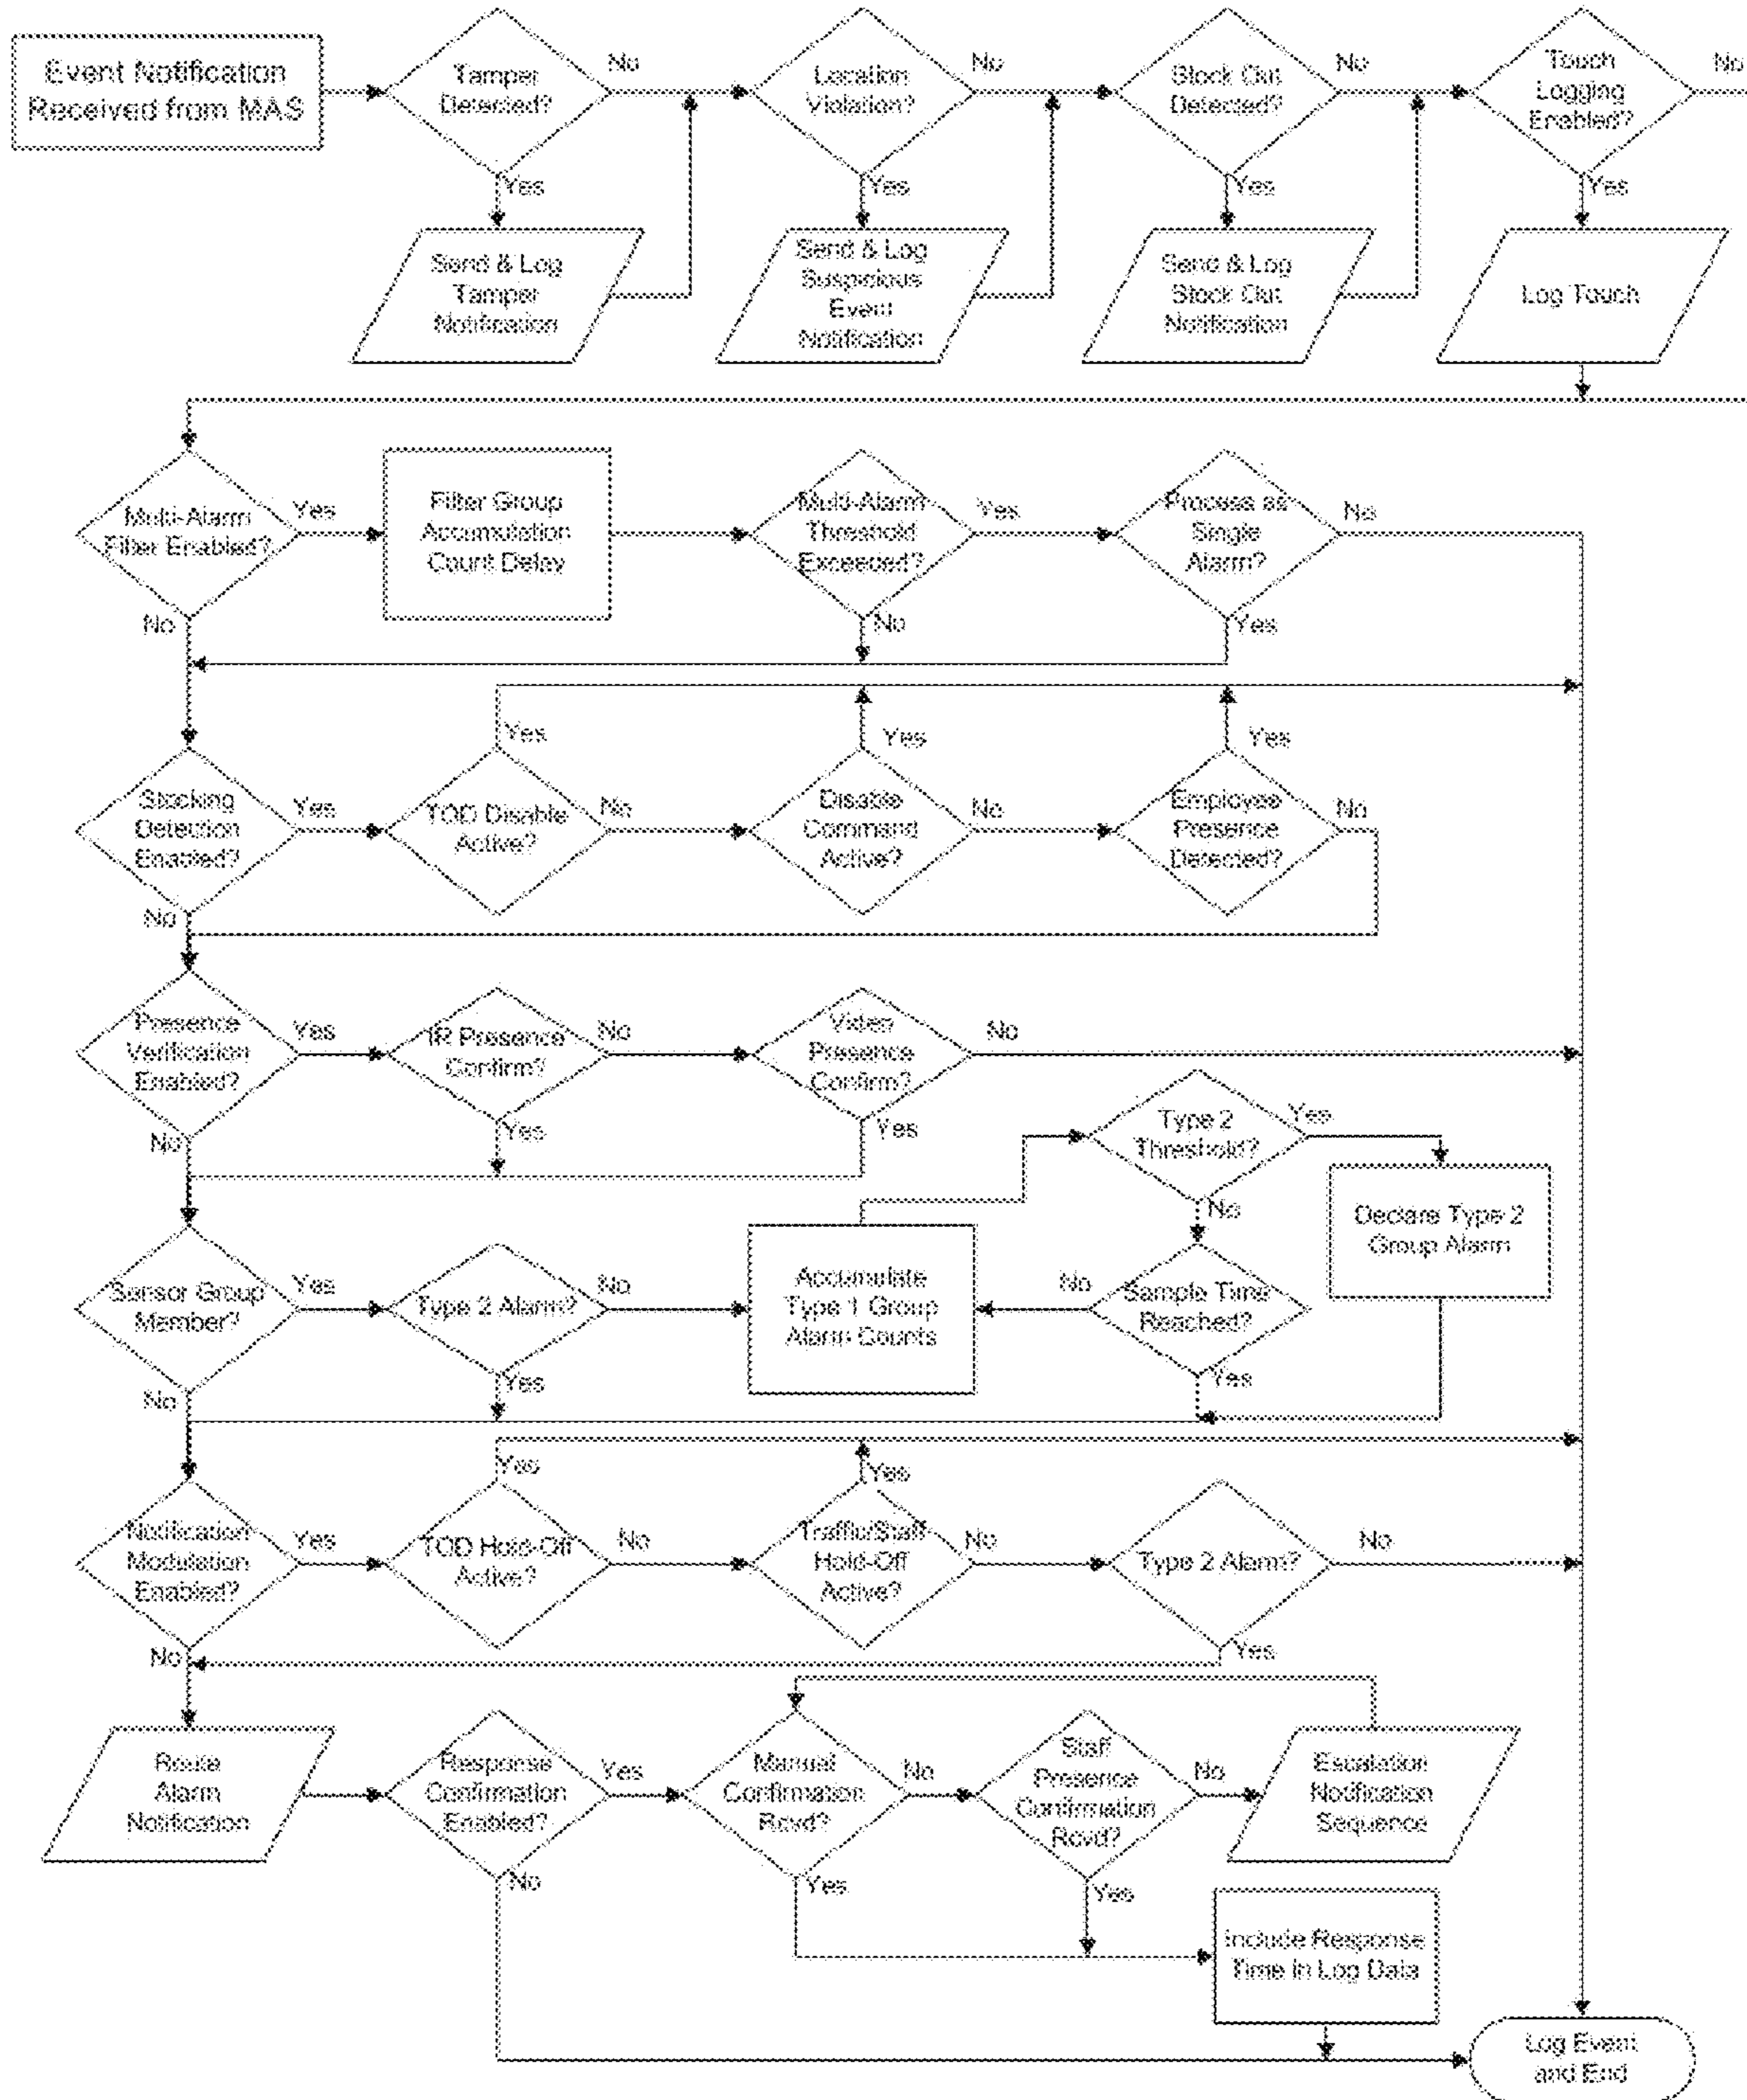 Event Notification
Received from MAS
Tamper
Detected?
No
Yes
Location
Violation?
No
Yes
Stock Out
Detected?
No
Yes
Touch
Logging
Enabled?
No
Yes
Send & Log
Tamper
Notification
Send & Log
Suspicious
Event
Notification
Send & Log
Stock Out
Notification
Log Touch
Multi-Alarm
Filter Enabled?
Yes
No
Filter Group
Accumulation
Count Delay
Multi-Alarm
Threshold
Exceeded?
Yes
No
Process as
Single
Alarm?
No
Yes
Stocking
Detection
Enabled?
Yes
No
TOD Disable
Active?
Yes
No
Disable
Command
Active?
Yes
No
Employee
Presence
Detected?
Yes
No
Presence
Verification
Enabled?
Yes
No
IR Presence
Confirm?
No
Yes
Video
Presence
Confirm?
No
Yes
Type 2
Threshold?
Yes
No
Declare Type 2
Group Alarm
Sensor Group
Member?
Yes
No
Type 2 Alarm?
No
Yes
Accumulate
Type 1 Group
Alarm Counts
No
Sample Time
Reached?
Yes
Notification
Modulation
Enabled?
Yes
No
TOD Hold-Off
Active?
Yes
No
Traffic/Staff
Hold-Off
Active?
Yes
No
Type 2 Alarm?
No
Yes
Route
Alarm
Notification
Response
Confirmation
Enabled?
Yes
No
Manual
Confirmation
Rcvd?
No
Yes
Staff
Presence
Confirmation
Rcvd?
No
Yes
Escalation
Notification
Sequence
Include Response
Time in Log Data
Log Event
and End